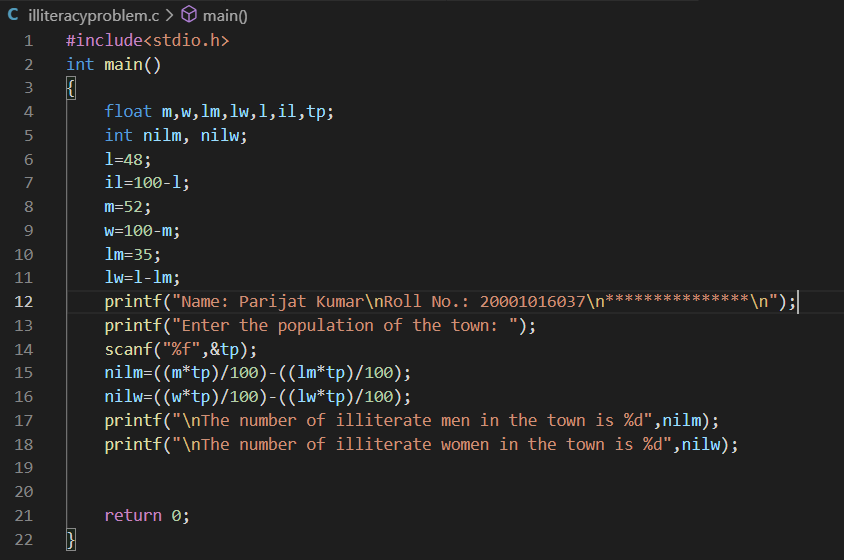 C illiteracyproblem.c > main()
1 #include<stdio.h>
2 int main()
3 {
4 float m,w,lm,lw,l,il,tp;
5 int nilm, nilw;
6 l=48;
7 il=100-l;
8 m=52;
9 w=100-m;
10 lm=35;
11 lw=l-lm;
12 printf("Name: Parijat Kumar\nRoll No.: 20001016037\n***************\n");
13 printf("Enter the population of the town: ");
14 scanf("%f",&tp);
15 nilm=((m*tp)/100)-((lm*tp)/100);
16 nilw=((w*tp)/100)-((lw*tp)/100);
17 printf("\nThe number of illiterate men in the town is %d",nilm);
18 printf("\nThe number of illiterate women in the town is %d",nilw);
19
20
21 return 0;
22 }